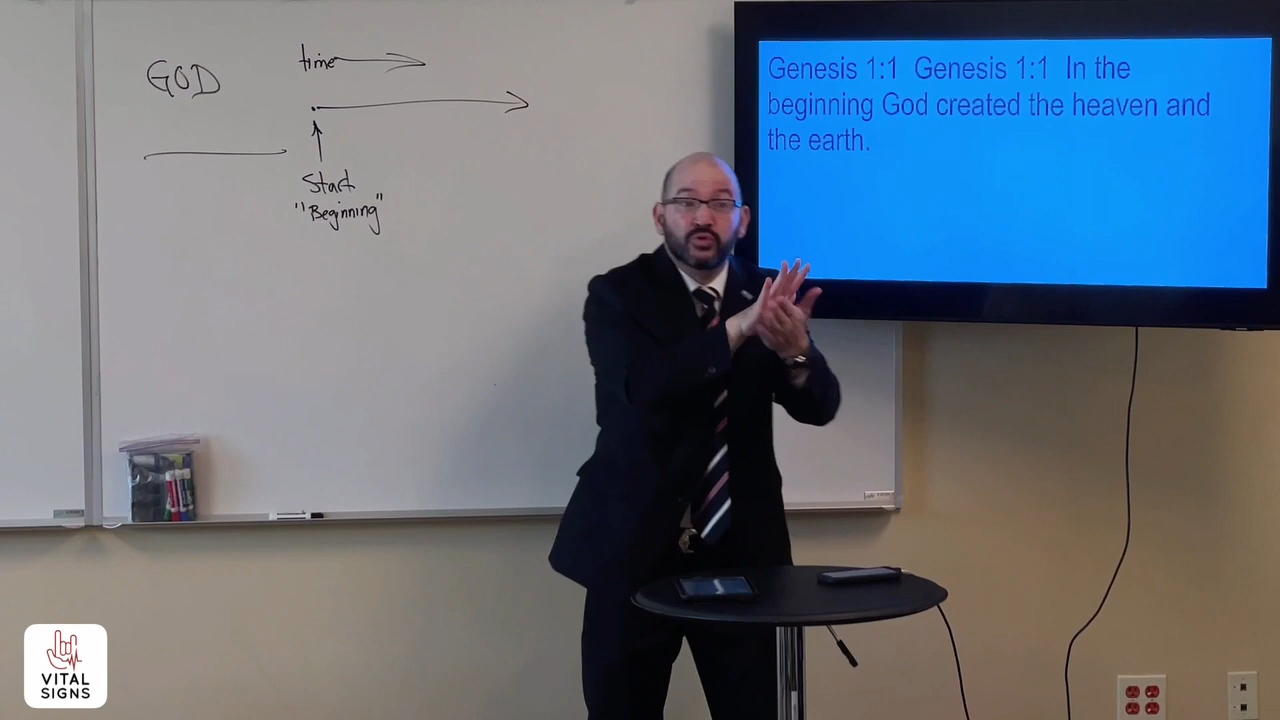 GOD
time
Start
"Beginning"
Genesis 1:1 Genesis 1:1 In the
beginning God created the heaven and
the earth.
VITAL
SIGNS